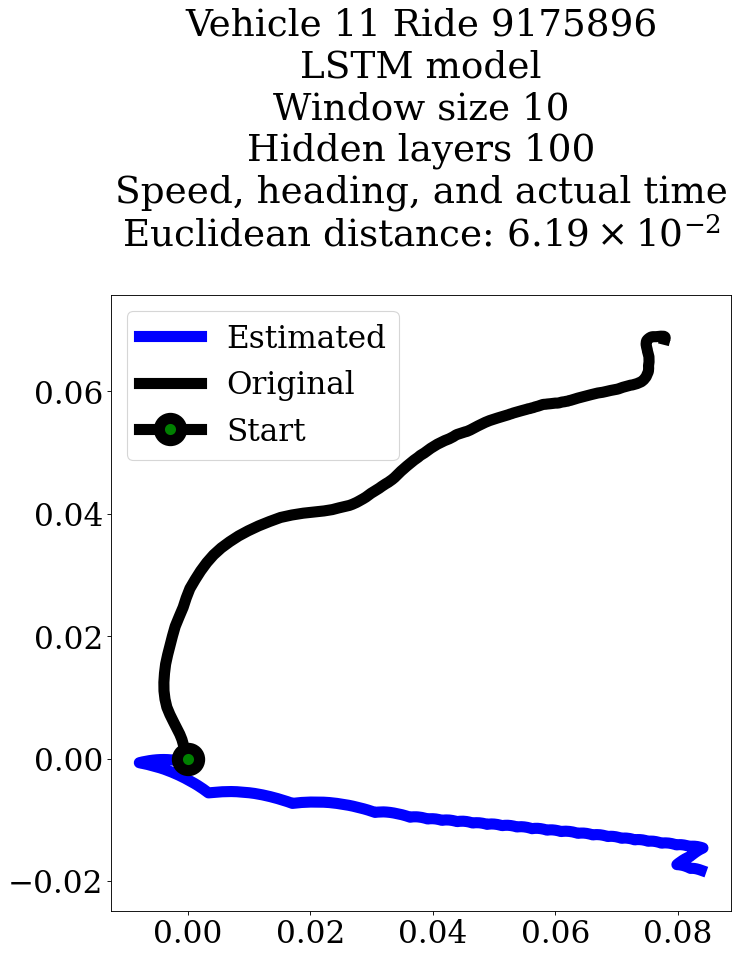 Vehicle 11 Ride 9175896
LSTM model
Window size 10
Hidden layers 100
Speed, heading, and actual time
Euclidean distance: 6.19 × 10⁻²
Estimated
Original
Start
0.06
0.04
0.02
0.00
−0.02
0.00 0.02 0.04 0.06 0.08